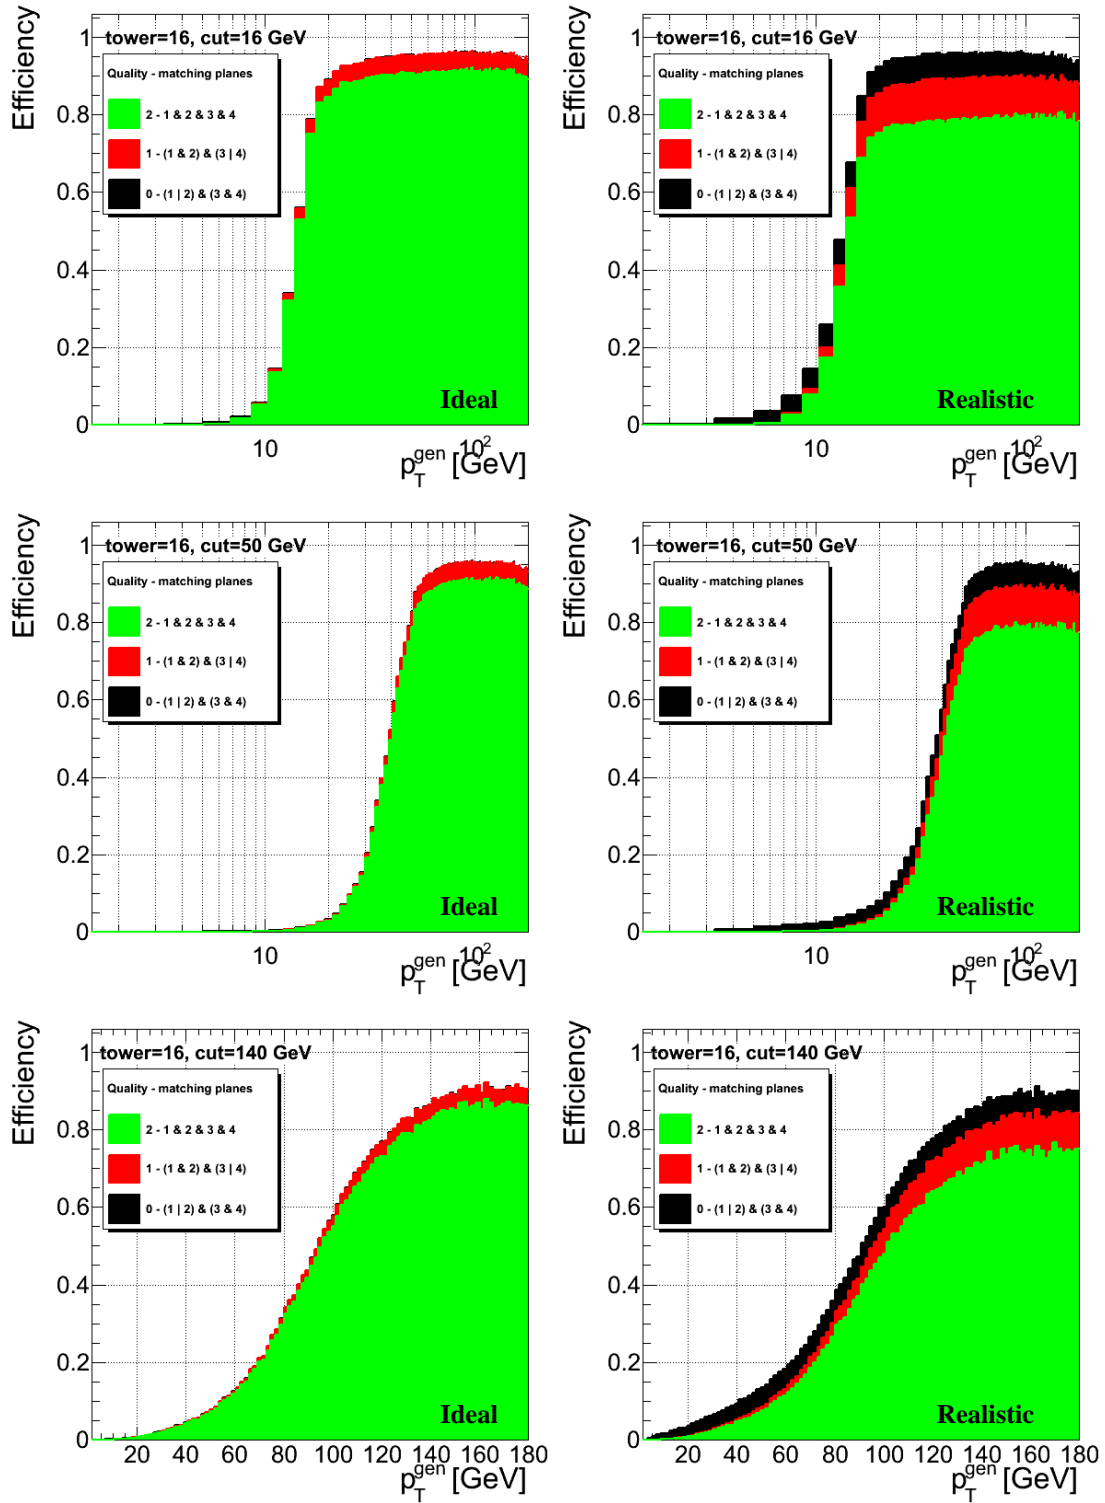 Efficiency
tower=16, cut=16 GeV
Quality - matching planes
2 - 1 & 2 & 3 & 4
1 - (1 & 2) & (3 | 4)
0 - (1 | 2) & (3 & 4)
1
0.8
0.6
0.4
0.2
0
Ideal
10
10^2
p_T^gen [GeV]
Efficiency
tower=16, cut=16 GeV
Quality - matching planes
2 - 1 & 2 & 3 & 4
1 - (1 & 2) & (3 | 4)
0 - (1 | 2) & (3 & 4)
1
0.8
0.6
0.4
0.2
0
Realistic
10
10^2
p_T^gen [GeV]
Efficiency
tower=16, cut=50 GeV
Quality - matching planes
2 - 1 & 2 & 3 & 4
1 - (1 & 2) & (3 | 4)
0 - (1 | 2) & (3 & 4)
1
0.8
0.6
0.4
0.2
0
Ideal
10
10^2
p_T^gen [GeV]
Efficiency
tower=16, cut=50 GeV
Quality - matching planes
2 - 1 & 2 & 3 & 4
1 - (1 & 2) & (3 | 4)
0 - (1 | 2) & (3 & 4)
1
0.8
0.6
0.4
0.2
0
Realistic
10
10^2
p_T^gen [GeV]
Efficiency
tower=16, cut=140 GeV
Quality - matching planes
2 - 1 & 2 & 3 & 4
1 - (1 & 2) & (3 | 4)
0 - (1 | 2) & (3 & 4)
1
0.8
0.6
0.4
0.2
0
Ideal
20 40 60 80 100 120 140 160 180
p_T^gen [GeV]
Efficiency
tower=16, cut=140 GeV
Quality - matching planes
2 - 1 & 2 & 3 & 4
1 - (1 & 2) & (3 | 4)
0 - (1 | 2) & (3 & 4)
1
0.8
0.6
0.4
0.2
0
Realistic
20 40 60 80 100 120 140 160 180
p_T^gen [GeV]